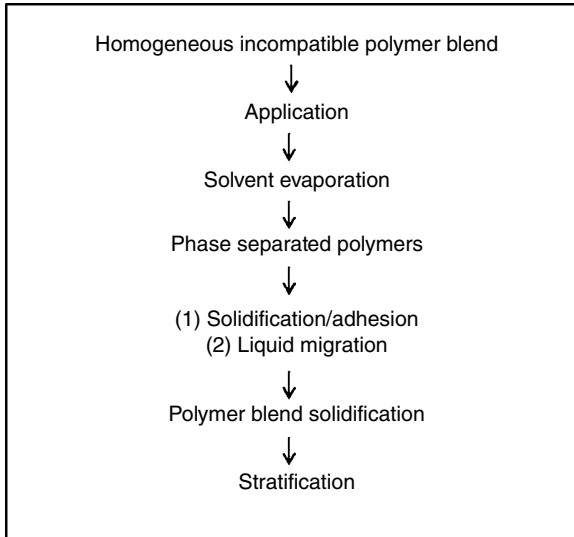 Homogeneous incompatible polymer blend
Application
Solvent evaporation
Phase separated polymers
(1) Solidification/adhesion
(2) Liquid migration
Polymer blend solidification
Stratification